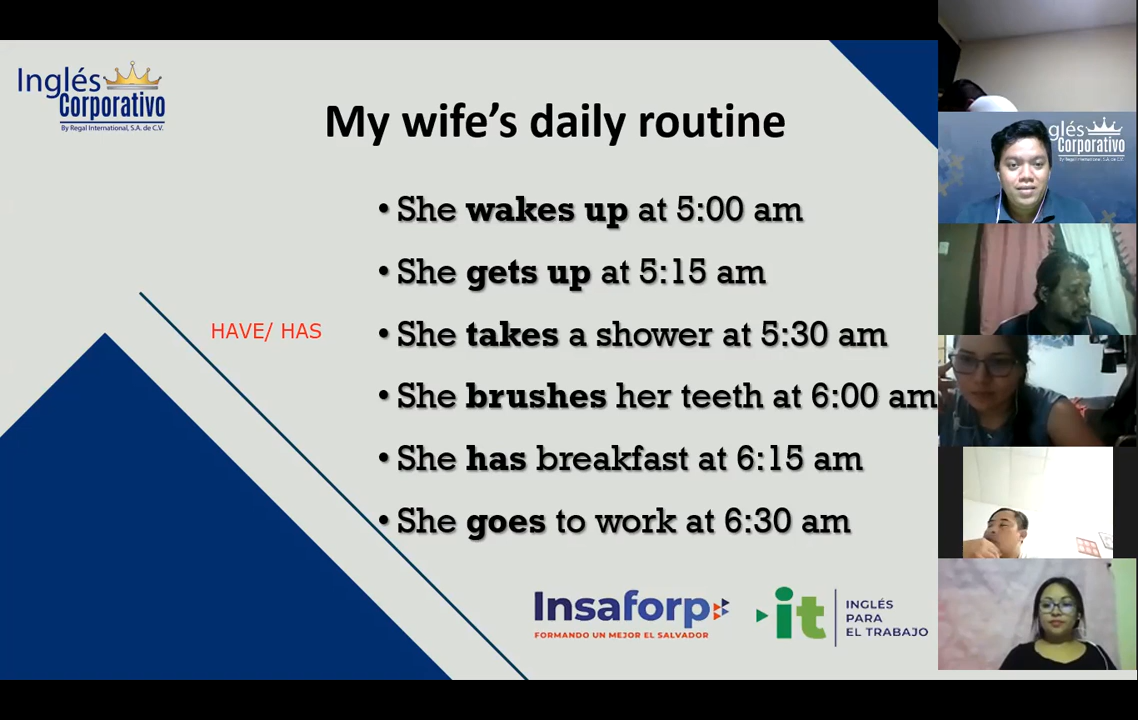 Inglés
Corporativo
By Regal International, S.A. de C.V.
My wife's daily routine
• She wakes up at 5:00 am
• She gets up at 5:15 am
HAVE/ HAS
• She takes a shower at 5:30 am
• She brushes her teeth at 6:00 am
• She has breakfast at 6:15 am
• She goes to work at 6:30 am
Insaforp
FORMANDO UN MEJOR EL SALVADOR
it
INGLÉS
PARA
EL TRABAJO
glés
Corporativo
By Regal International, S.A. de C.V.